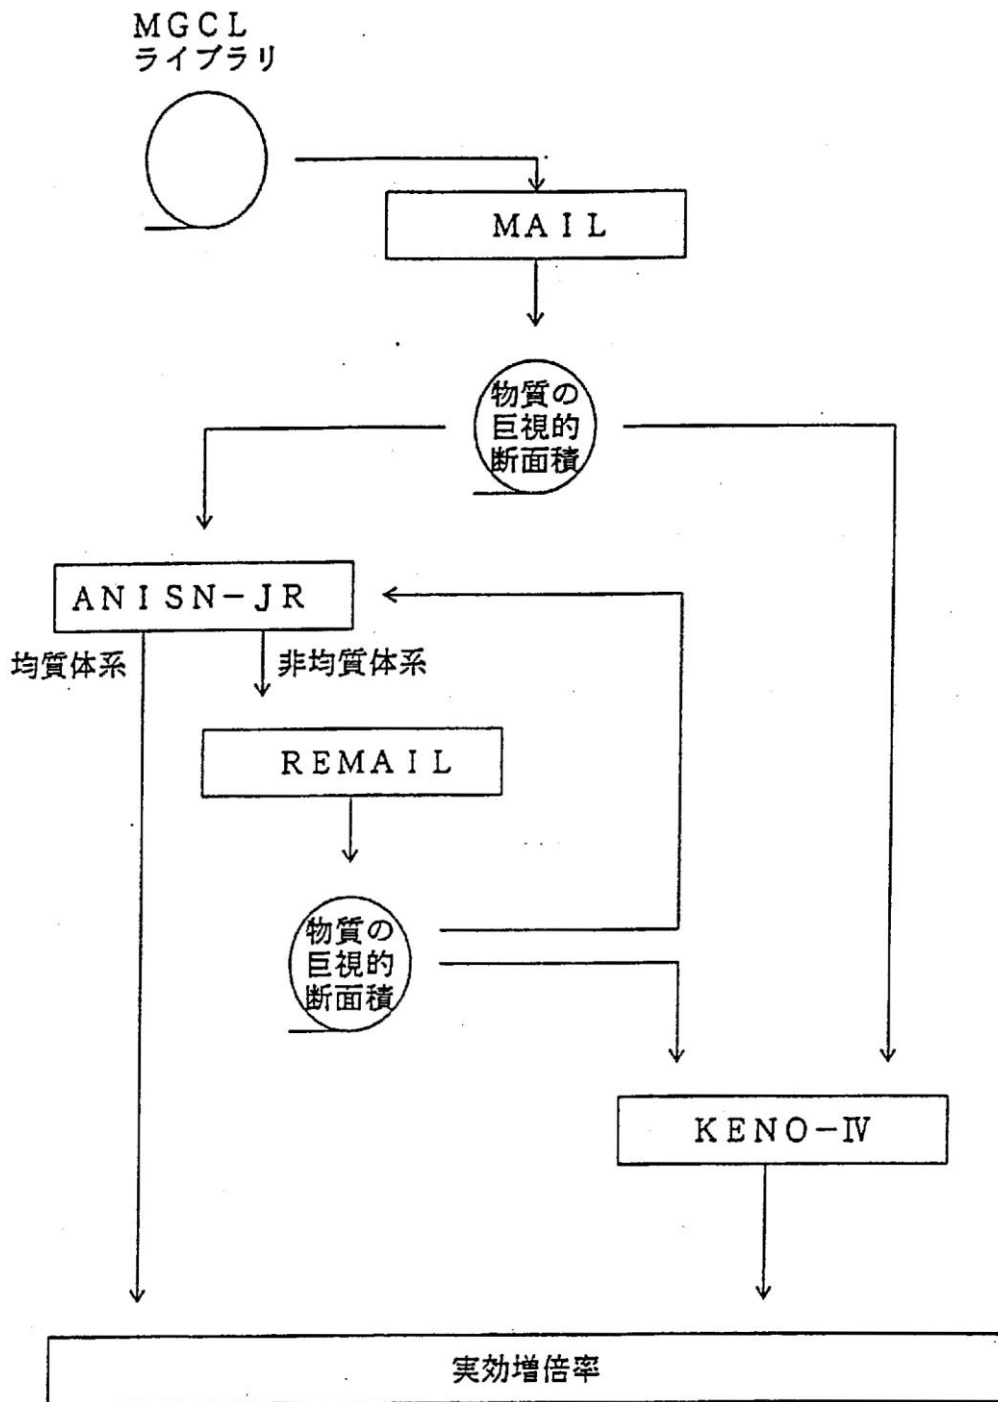 MGCL
ライブラリ
MAIL
物質の
巨視的
断面積
ANISN-JR
均質体系
非均質体系
REMAIL
物質の
巨視的
断面積
KENO-Ⅳ
実効増倍率